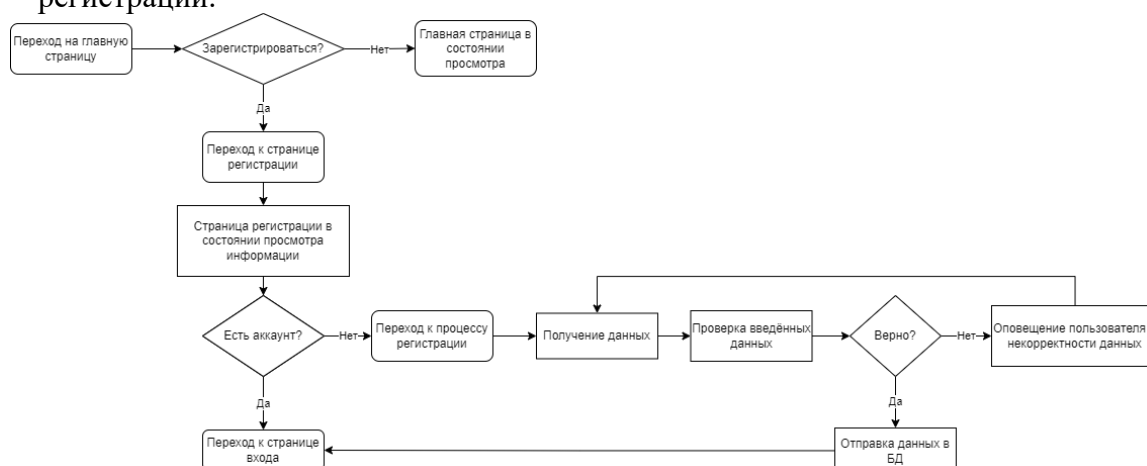 регистрации.
Переход на главную
страницу
Зарегистрироваться?
Нет
Главная страница в
состоянии
просмотра
Да
Переход к странице
регистрации
Страница регистрации в
состоянии просмотра
информации
Есть аккаунт?
Нет
Переход к процессу
регистрации
Получение данных
Проверка введённых
данных
Верно?
Нет
Оповещение пользователя
некорректности данных
Да
Да
Переход к странице
входа
Отправка данных в
БД